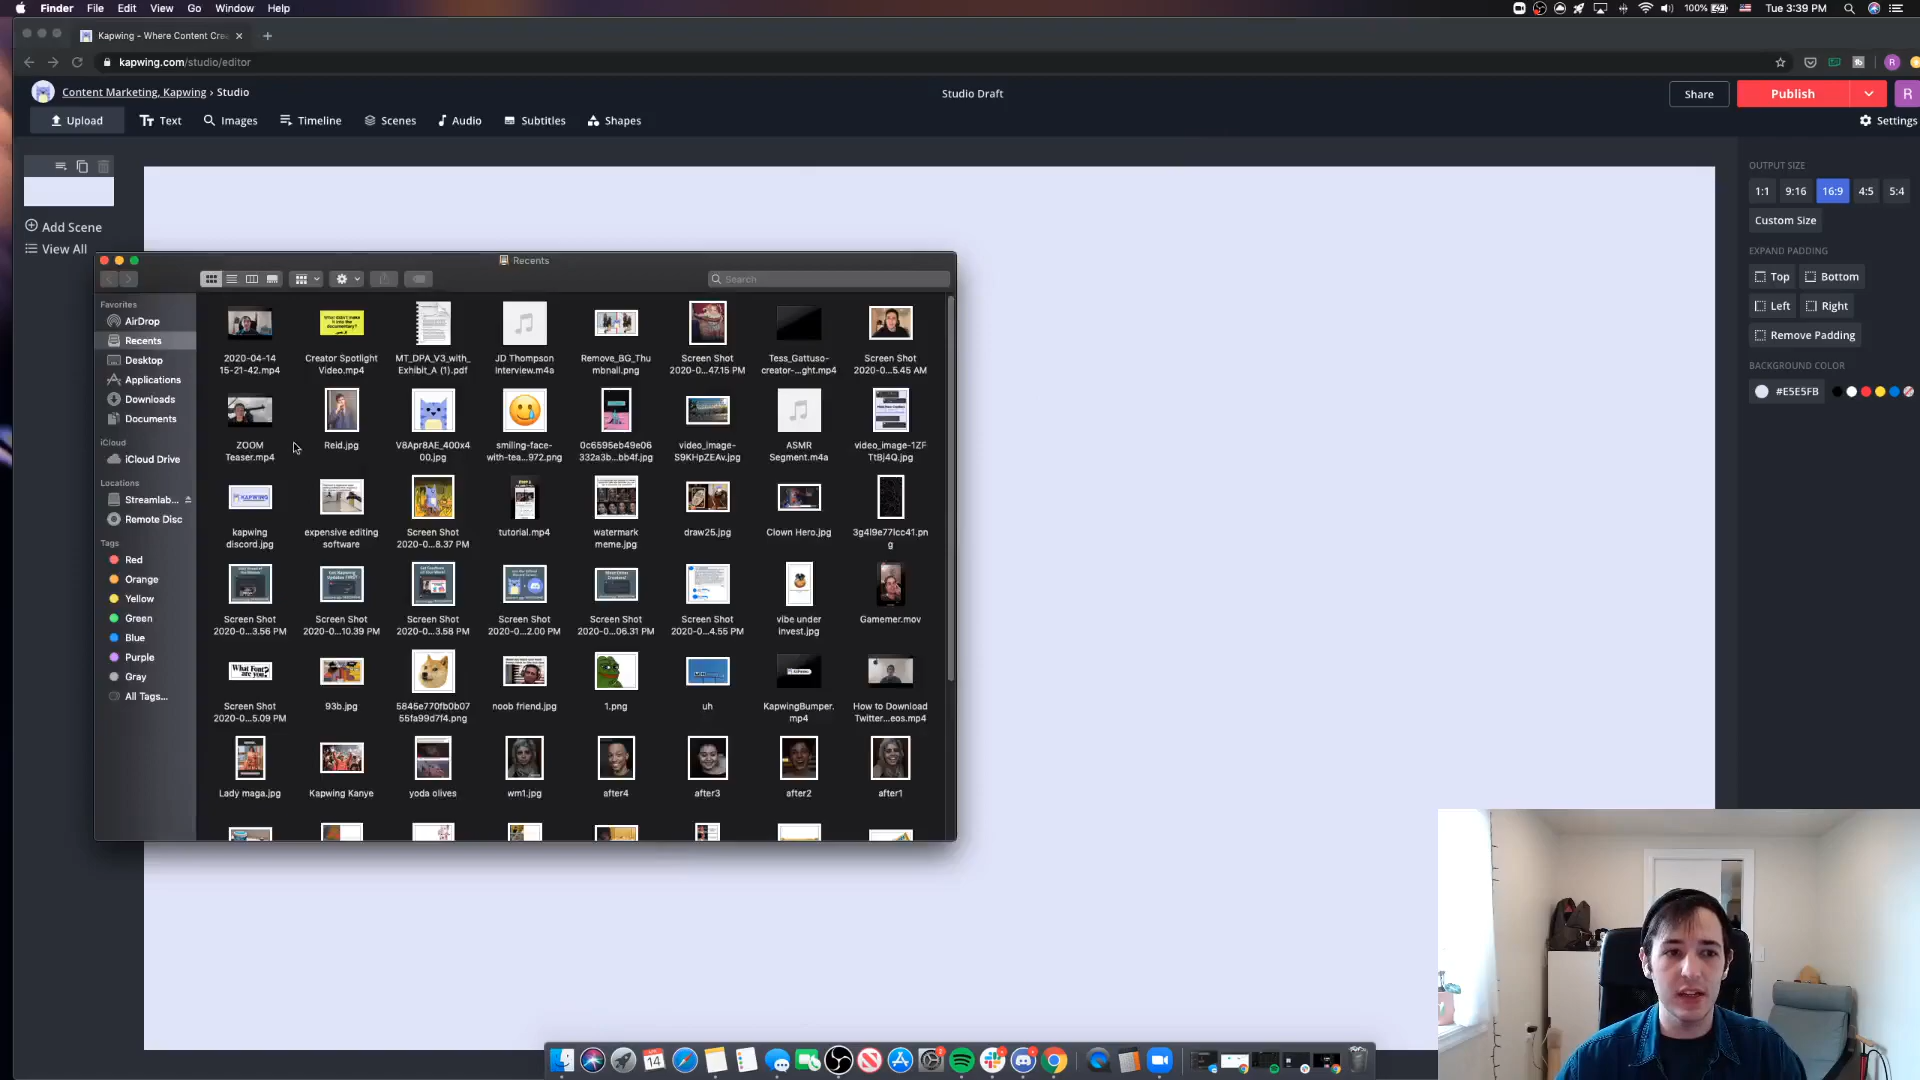 Finder File Edit View Go Window Help
100% Tue 3:39 PM
Kapwing - Where Content Cre
kapwing.com/studio/editor
Content Marketing, Kapwing › Studio
Studio Draft
Share
Publish
R
Upload
Text
Images
Timeline
Scenes
Audio
Subtitles
Shapes
Settings
Add Scene
View All
OUTPUT SIZE
1:1 9:16 16:9 4:5 5:4
Custom Size
EXPAND PADDING
Top Bottom
Left Right
Remove Padding
BACKGROUND COLOR
#E5E5FB
Recents
Search
Favorites
AirDrop
Recents
Desktop
Applications
Downloads
Documents
iCloud
iCloud Drive
Locations
Streamlab...
Remote Disc
Tags
Red
Orange
Yellow
Green
Blue
Purple
Gray
All Tags...
2020-04-14
15-21-42.mp4
Creator Spotlight
Video.mp4
MT_DPA_V3_with_
Exhibit_A (1).pdf
JD Thompson
Interview.m4a
Remove_BG_Thu
mbnail.png
Screen Shot
2020-0...47.15 PM
Tess_Gattuso-
creator-...ght.mp4
Screen Shot
2020-0...5.45 AM
ZOOM
Teaser.mp4
Reid.jpg
V8Apr8AE_400x4
00.jpg
smiling-face-
with-tea...972.png
0c6595eb49e06
332a3b...bb4f.jpg
video_image-
S9KHpZEAv.jpg
ASMR
Segment.m4a
video_image-1ZF
TtBj4Q.jpg
kapwing
discord.jpg
expensive editing
software
Screen Shot
2020-0...8.37 PM
tutorial.mp4
watermark
meme.jpg
draw25.jpg
Clown Hero.jpg
3g4l9e77lcc41.pn
g
Screen Shot
2020-0...3.56 PM
Screen Shot
2020-0...10.39 PM
Screen Shot
2020-0...3.58 PM
Screen Shot
2020-0...2.00 PM
Screen Shot
2020-0...06.31 PM
Screen Shot
2020-0...4.55 PM
vibe under
invest.jpg
Gamemer.mov
What Font?
are you?
Screen Shot
2020-0...5.09 PM
93b.jpg
5845e770fb0b07
55fa99d7f4.png
noob friend.jpg
1.png
uh
KapwingBumper.
mp4
How to Download
Twitter...eos.mp4
Lady maga.jpg
Kapwing Kanye
yoda olives
wm1.jpg
after4
after3
after2
after1
14